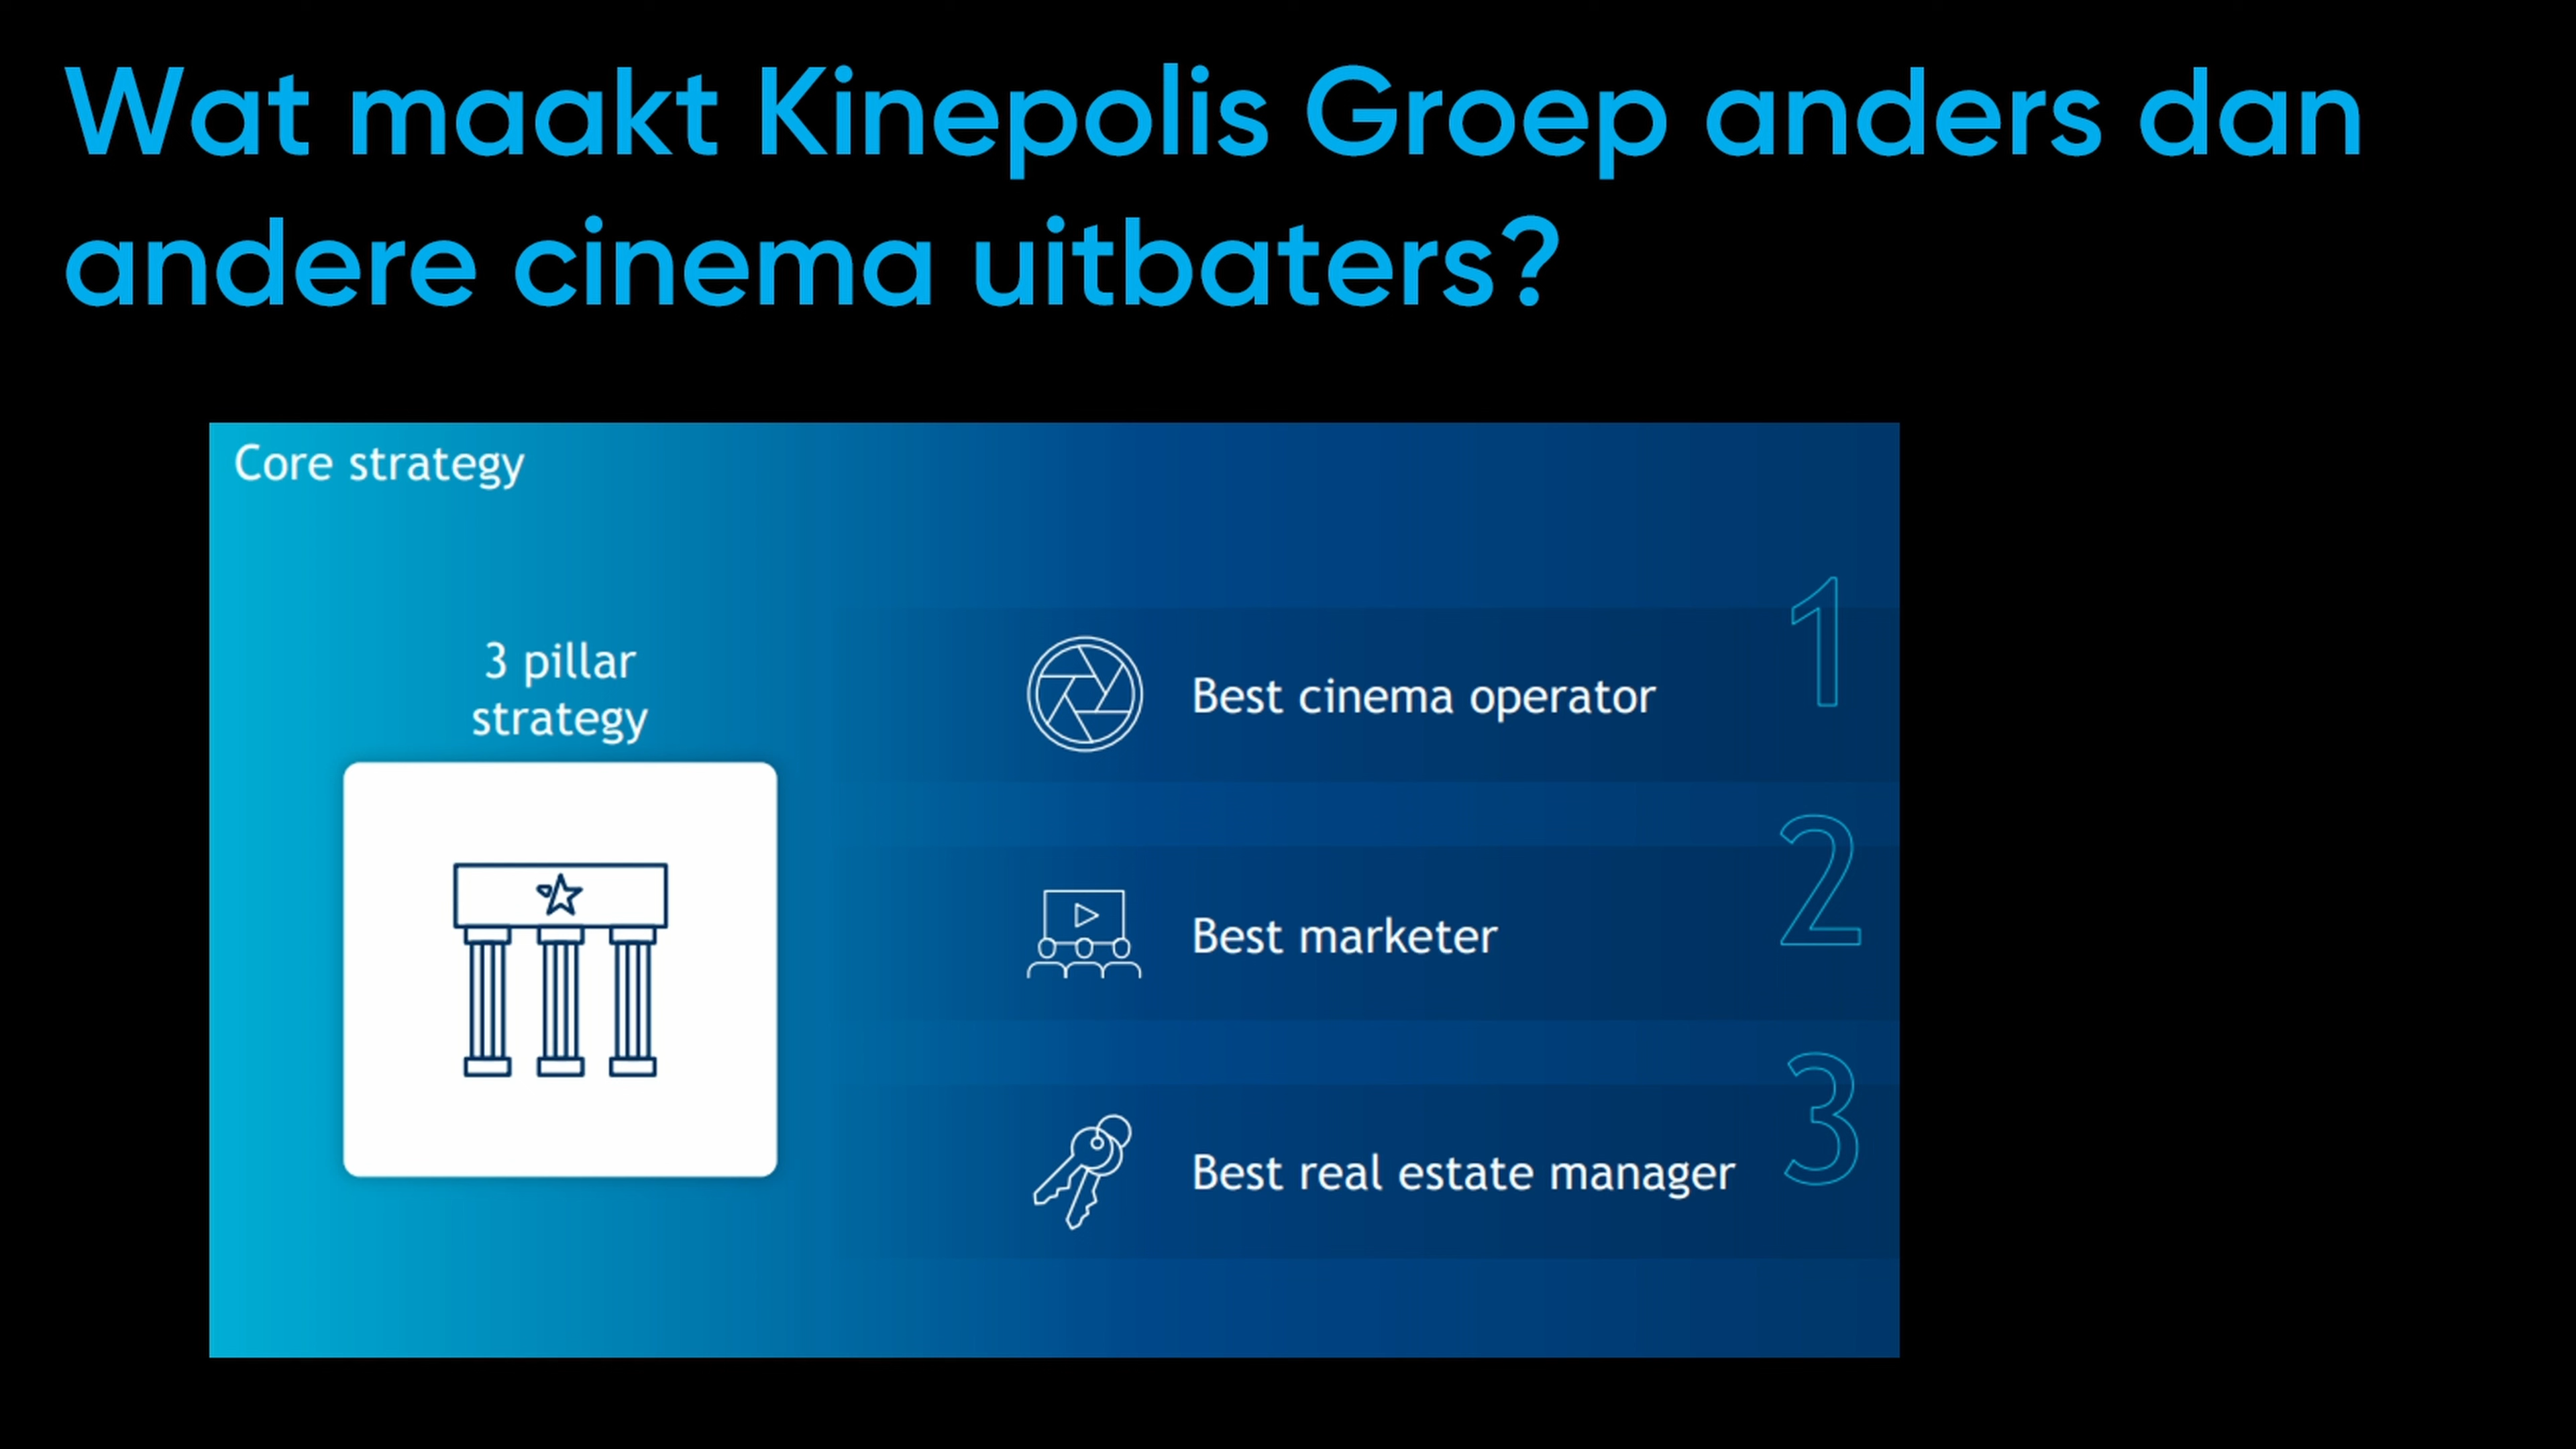 Wat maakt Kinepolis Groep anders dan
andere cinema uitbaters?
Core strategy
3 pillar
strategy
Best cinema operator
1
Best marketer
2
Best real estate manager
3